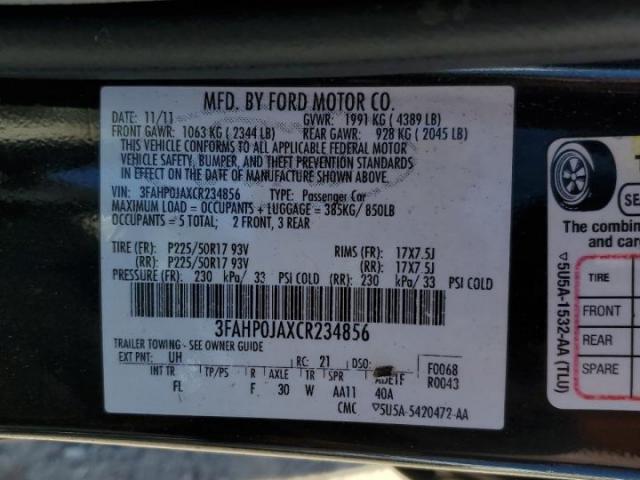 MFD. BY FORD MOTOR CO.
DATE: 11/11 GVWR: 1991 KG ( 4389 LB)
FRONT GAWR: 1063 KG ( 2344 LB) REAR GAWR: 928 KG ( 2045 LB)
THIS VEHICLE CONFORMS TO ALL APPLICABLE FEDERAL MOTOR
VEHICLE SAFETY, BUMPER, AND THEFT PREVENTION STANDARDS
IN EFFECT ON THE DATE OF MANUFACTURE SHOWN ABOVE.
VIN: 3FAHP0JAXCR234856 TYPE: Passenger Car
MAXIMUM LOAD = OCCUPANTS + LUGGAGE = 385KG/ 850LB
OCCUPANTS = 5 TOTAL; 2 FRONT, 3 REAR
TIRE (FR): P225/50R17 93V RIMS (FR): 17X7.5J
(RR): P225/50R17 93V (RR): 17X7.5J
PRESSURE (FR): 230 kPa/ 33 PSI COLD (RR): 230 kPa/ 33 PSI COLD
3FAHP0JAXCR234856
TRAILER TOWING - SEE OWNER GUIDE
EXT PNT: UH RC: 21 DSO: F0068
INT TR TP/PS R AXLE TR SPR R0043
FL F 30 W AA11 40A
CMC ▽5U5A-5420472-AA
The combin
and care
▽5U5A-1532-AA (TLU)
TIRE
FRONT
REAR
SPARE